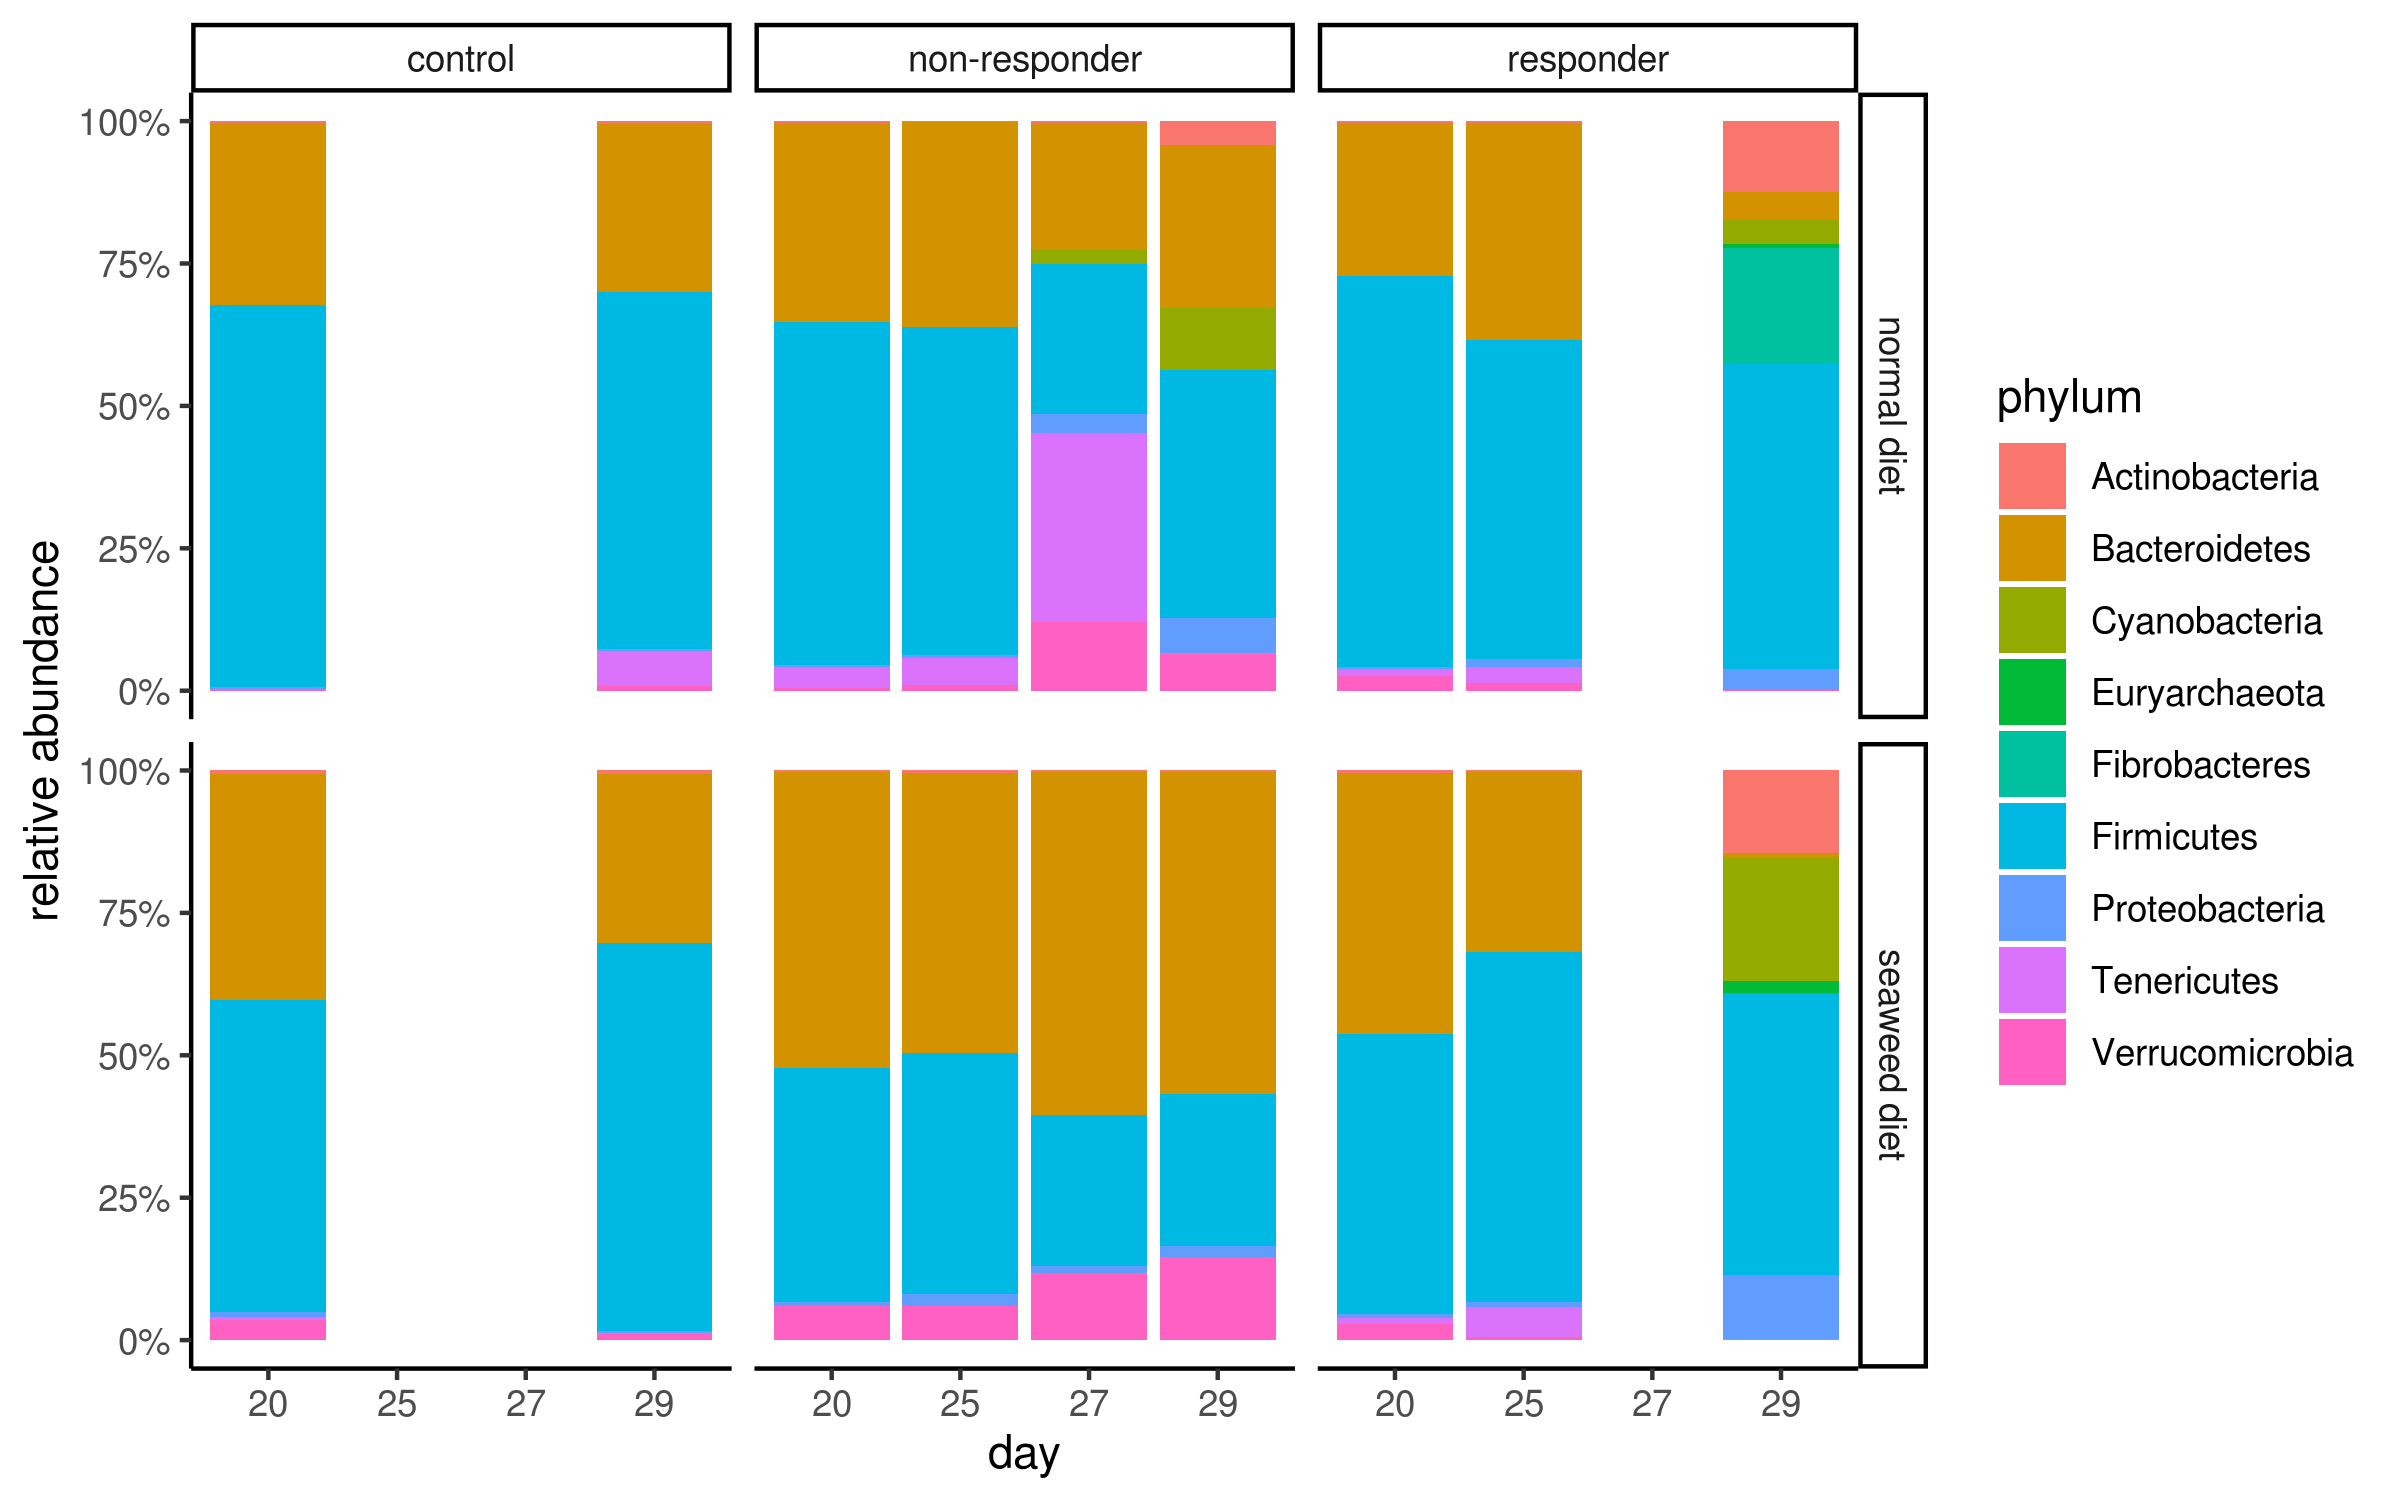 control
non-responder
responder
100%
75%
50%
25%
0%
normal diet
100%
75%
50%
25%
0%
seaweed diet
relative abundance
20 25 27 29
20 25 27 29
20 25 27 29
day
phylum
Actinobacteria
Bacteroidetes
Cyanobacteria
Euryarchaeota
Fibrobacteres
Firmicutes
Proteobacteria
Tenericutes
Verrucomicrobia